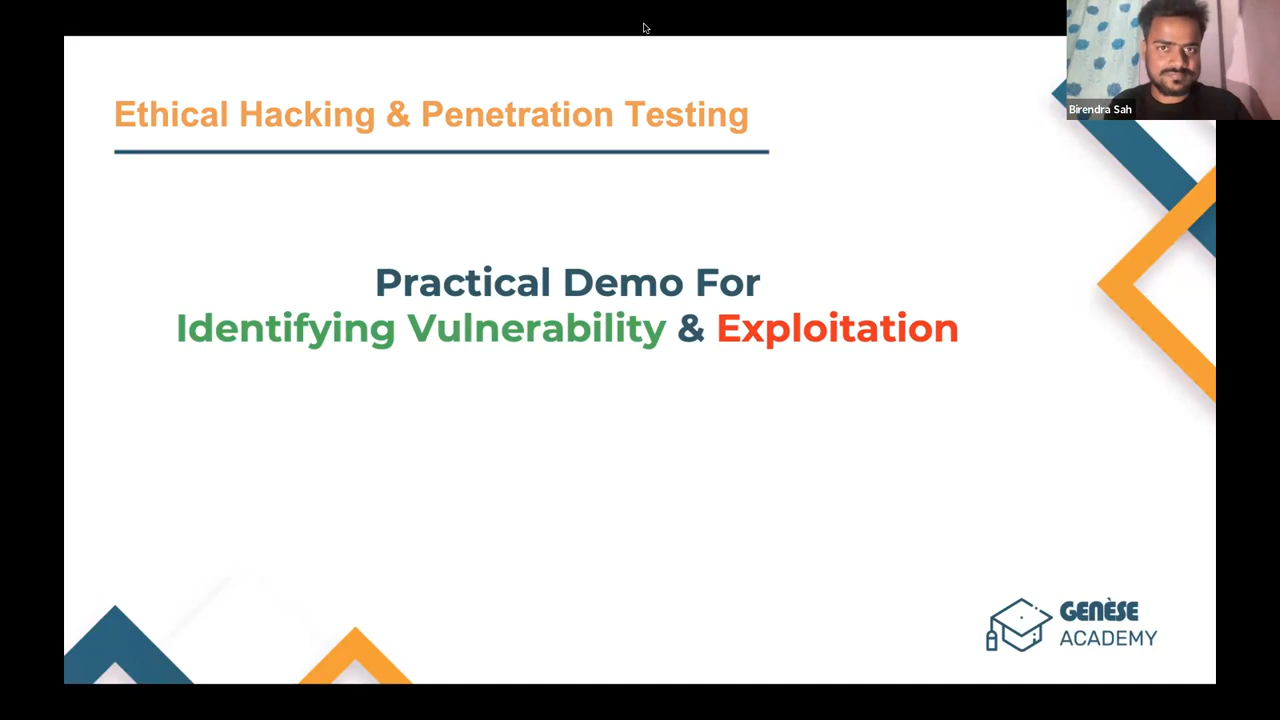 Ethical Hacking & Penetration Testing
Birendra Sah
Practical Demo For
Identifying Vulnerability & Exploitation
GENÈSE
ACADEMY